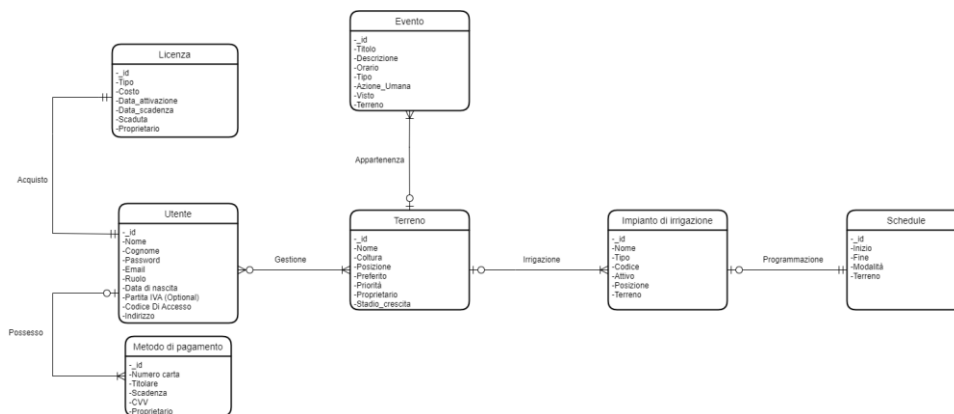 Evento
-_id
-Titolo
-Descrizione
-Orario
-Tipo
-Azione_Umana
-Visto
-Terreno
Licenza
-_id
-Tipo
-Costo
-Data_attivazione
-Data_scadenza
-Scaduta
-Proprietario
Appartenenza
Acquisto
Utente
-_id
-Nome
-Cognome
-Password
-Email
-Ruolo
-Data di nascita
-Partita IVA (Optional)
-Codice Di Accesso
-Indirizzo
Gestione
Terreno
-_id
-Nome
-Coltura
-Posizione
-Preferito
-Priorità
-Proprietario
-Stadio_crescita
Irrigazione
Impianto di irrigazione
-_id
-Nome
-Tipo
-Codice
-Attivo
-Posizione
-Terreno
Programmazione
Schedule
-_id
-Inizio
-Fine
-Modalità
-Terreno
Possesso
Metodo di pagamento
-_id
-Numero carta
-Titolare
-Scadenza
-CVV
-Proprietario